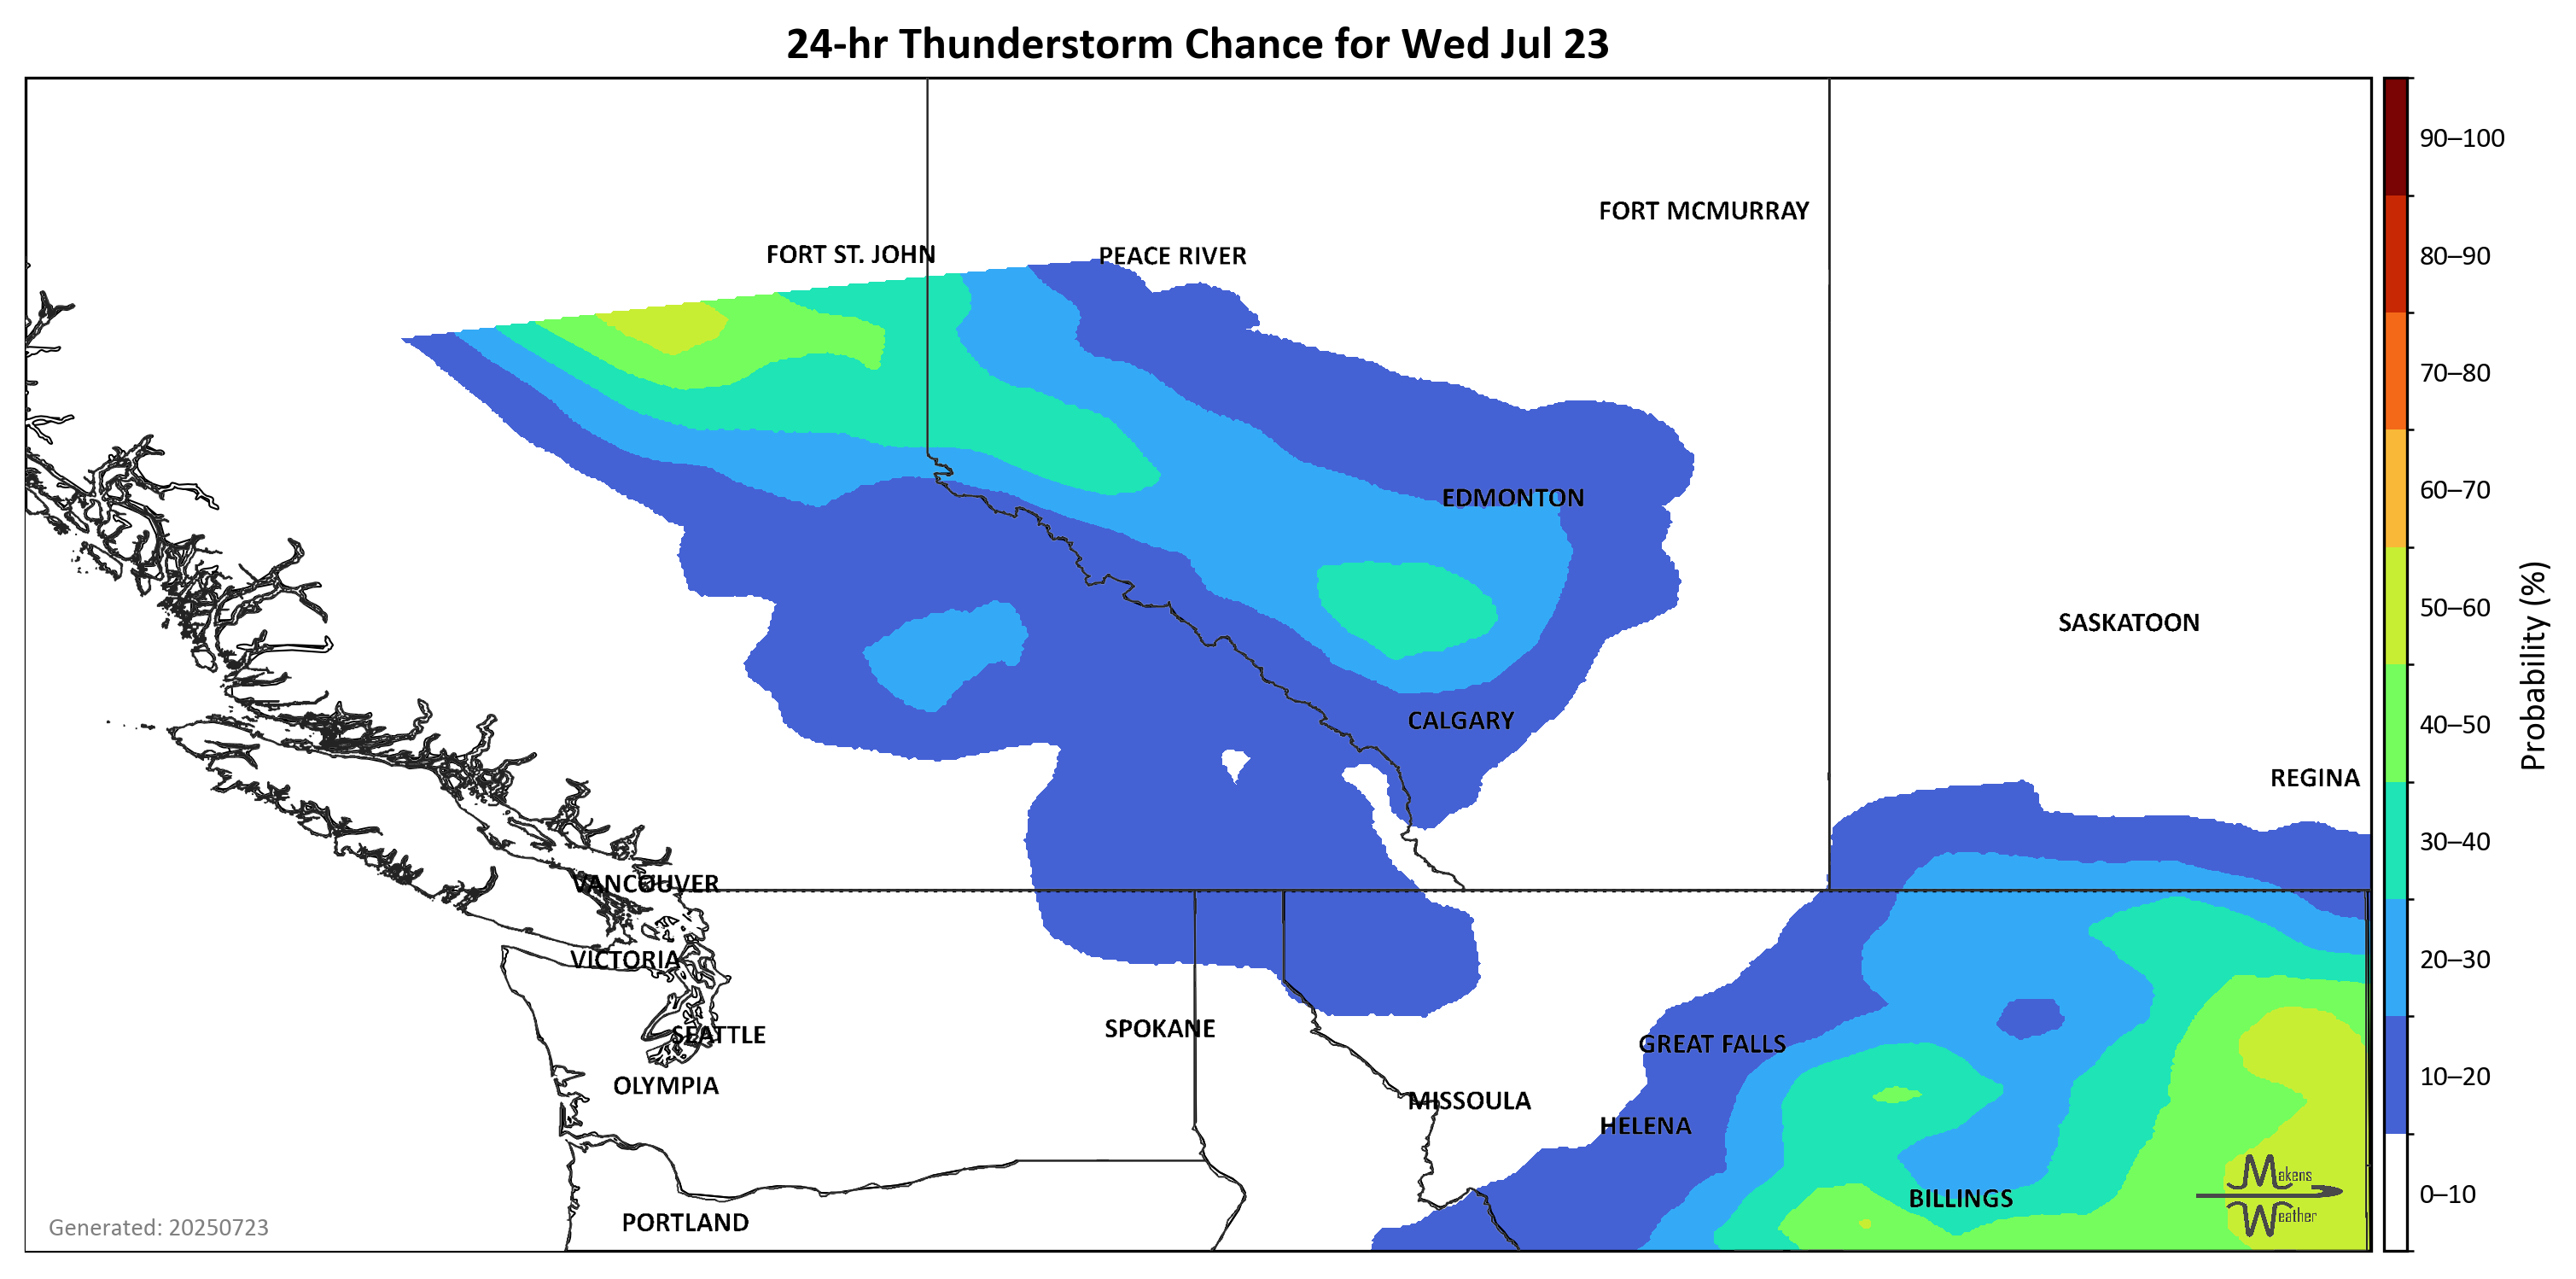 24-hr Thunderstorm Chance for Wed Jul 23
90–100
FORT MCMURRAY
FORT ST. JOHN
PEACE RIVER
80–90
70–80
EDMONTON
60–70
SASKATOON
50–60
CALGARY
40–50
Probability (%)
REGINA
30–40
VANCOUVER
VICTORIA
20–30
SPOKANE
SEATTLE
GREAT FALLS
OLYMPIA
10–20
MISSOULA
HELENA
Makens
Weather
BILLINGS
0–10
PORTLAND
Generated: 20250723